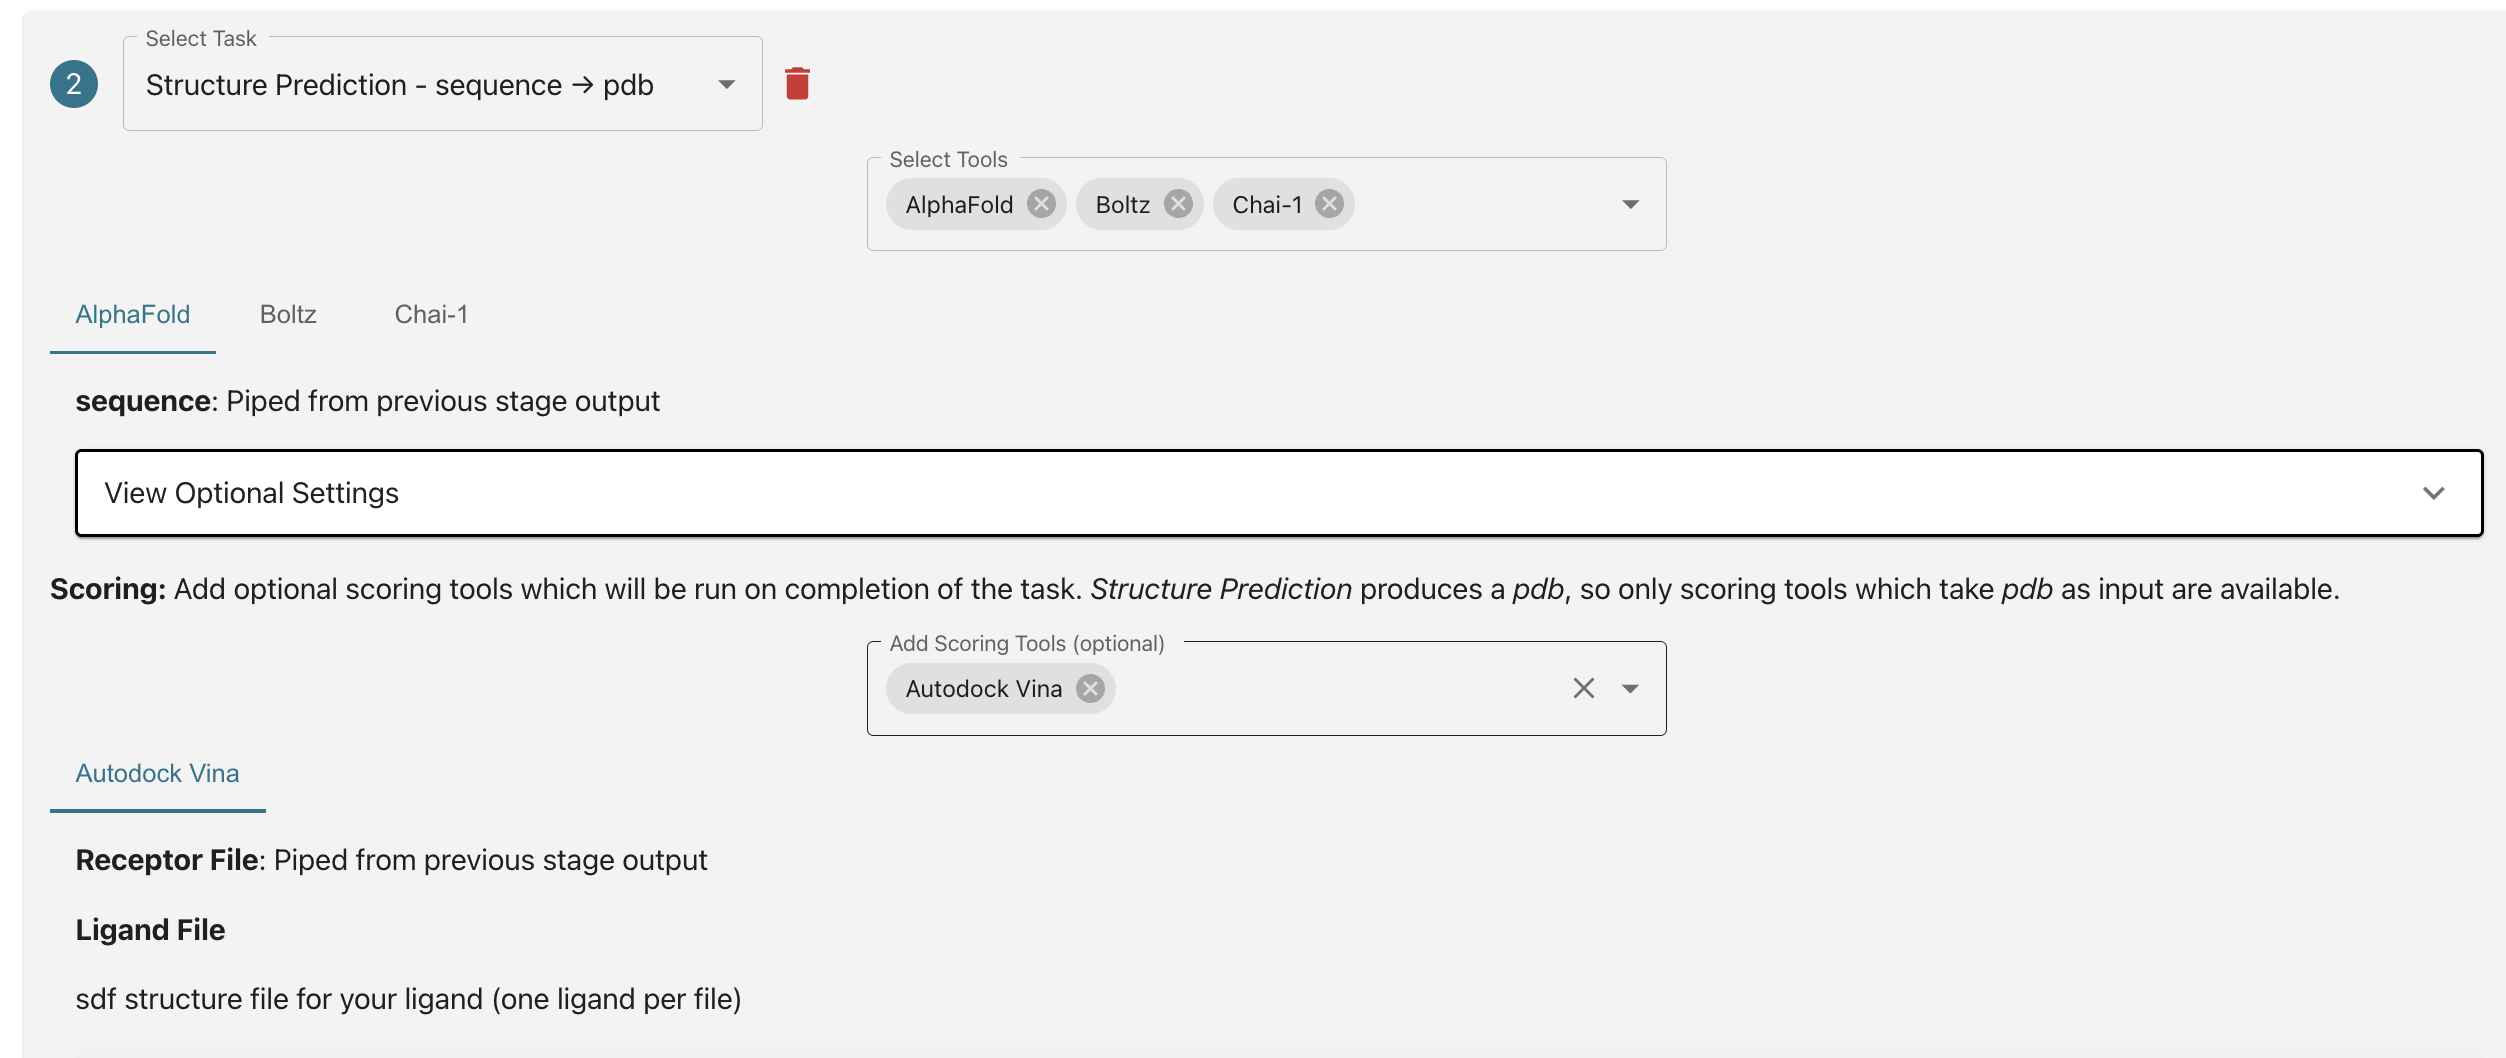 Select Task
2
Structure Prediction - sequence → pdb
Select Tools
AlphaFold
Boltz
Chai-1
AlphaFold
Boltz
Chai-1
sequence: Piped from previous stage output
View Optional Settings
Scoring: Add optional scoring tools which will be run on completion of the task. Structure Prediction produces a pdb, so only scoring tools which take pdb as input are available.
Add Scoring Tools (optional)
Autodock Vina
Autodock Vina
Receptor File: Piped from previous stage output
Ligand File
sdf structure file for your ligand (one ligand per file)